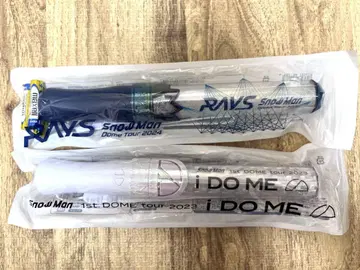 RAYS Snow Man
RAYS Snow Man
Dome Tour 2024
i DO ME
Snow Man 1st DOME tour 2023 i DO ME